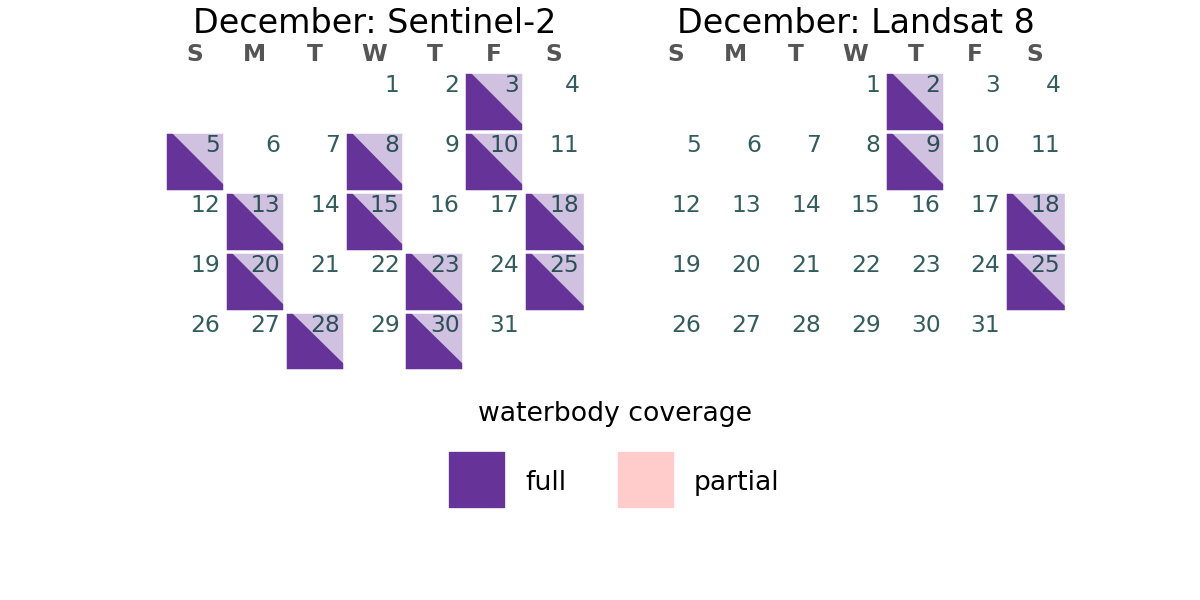 December: Sentinel-2
S M T W T F S
1 2 3 4
5 6 7 8 9 10 11
12 13 14 15 16 17 18
19 20 21 22 23 24 25
26 27 28 29 30 31
December: Landsat 8
S M T W T F S
1 2 3 4
5 6 7 8 9 10 11
12 13 14 15 16 17 18
19 20 21 22 23 24 25
26 27 28 29 30 31
waterbody coverage
full
partial